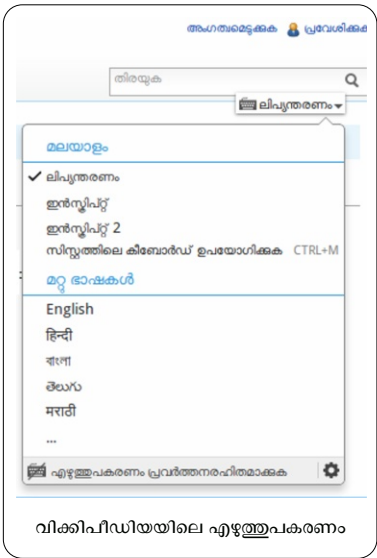 അംഗത്വമെടുക്കുക പ്രവേശിക്കുക
തിരയുക
ലിപ്യന്തരണം
മലയാളം
✓ ലിപ്യന്തരണം
ഇൻസ്ക്രിപ്റ്റ്
ഇൻസ്ക്രിപ്റ്റ് 2
സിസ്റ്റത്തിലെ കീബോർഡ് ഉപയോഗിക്കുക CTRL+M
മറ്റു ഭാഷകൾ
English
हिन्दी
বাংলা
తెలుగు
मराठी
...
എഴുത്തുപകരണം പ്രവർത്തനരഹിതമാക്കുക
വിക്കിപീഡിയയിലെ എഴുത്തുപകരണം